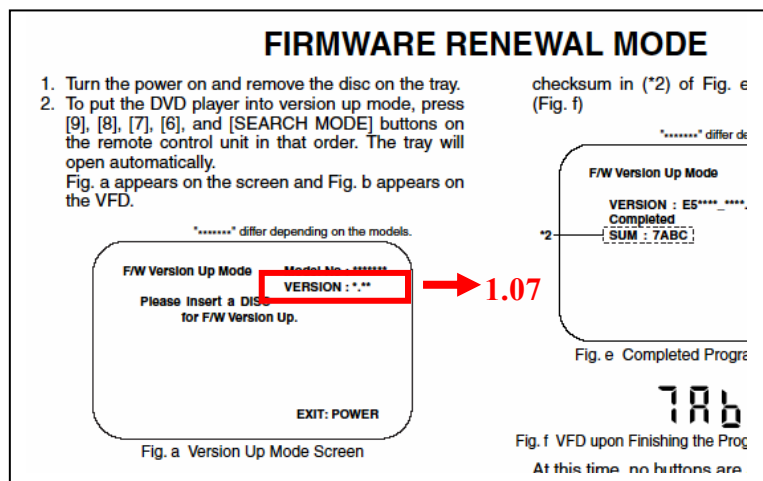 FIRMWARE RENEWAL MODE
1. Turn the power on and remove the disc on the tray.
2. To put the DVD player into version up mode, press
[9], [8], [7], [6], and [SEARCH MODE] buttons on
the remote control unit in that order. The tray will
open automatically.
Fig. a appears on the screen and Fig. b appears on
the VFD.
"*******" differ depending on the models.
F/W Version Up Mode Model No : *******
VERSION : *.**
Please Insert a DISC
for F/W Version Up.
EXIT: POWER
Fig. a Version Up Mode Screen
1.07
checksum in (*2) of Fig. e
(Fig. f)
"*******" differ de
F/W Version Up Mode
VERSION : E5****_****.
Completed
*2 SUM : 7ABC
Fig. e Completed Progra
7Ab
Fig. f VFD upon Finishing the Prog
At this time, no buttons are